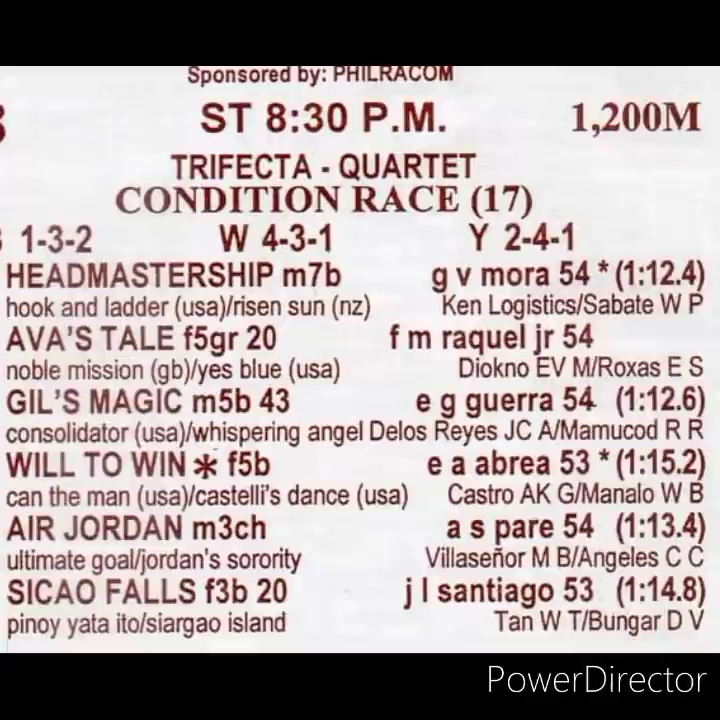 Sponsored by: PHILRACOM
ST 8:30 P.M. 1,200M
TRIFECTA - QUARTET
CONDITION RACE (17)
1-3-2 W 4-3-1 Y 2-4-1
HEADMASTERSHIP m7b g v mora 54 * (1:12.4)
hook and ladder (usa)/risen sun (nz) Ken Logistics/Sabate W P
AVA'S TALE f5gr 20 f m raquel jr 54
noble mission (gb)/yes blue (usa) Diokno EV M/Roxas E S
GIL'S MAGIC m5b 43 e g guerra 54 (1:12.6)
consolidator (usa)/whispering angel Delos Reyes JC A/Mamucod R R
WILL TO WIN * f5b e a abrea 53 * (1:15.2)
can the man (usa)/castelli's dance (usa) Castro AK G/Manalo W B
AIR JORDAN m3ch a s pare 54 (1:13.4)
ultimate goal/jordan's sorority Villaseñor M B/Angeles C C
SICAO FALLS f3b 20 j l santiago 53 (1:14.8)
pinoy yata ito/siargao island Tan W T/Bungar D V
PowerDirector